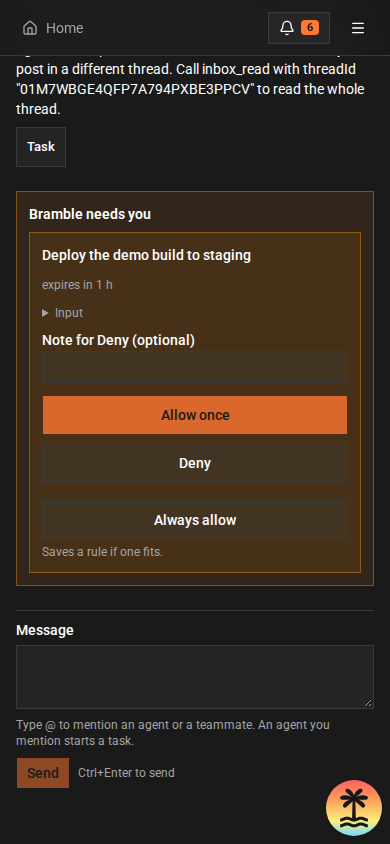 Home
6
post in a different thread. Call inbox_read with threadId
"01M7WBGE4QFP7A794PXBE3PPCV" to read the whole
thread.
Task
Bramble needs you
Deploy the demo build to staging
expires in 1 h
Input
Note for Deny (optional)
Allow once
Deny
Always allow
Saves a rule if one fits.
Message
Type @ to mention an agent or a teammate. An agent you
mention starts a task.
Send
Ctrl+Enter to send